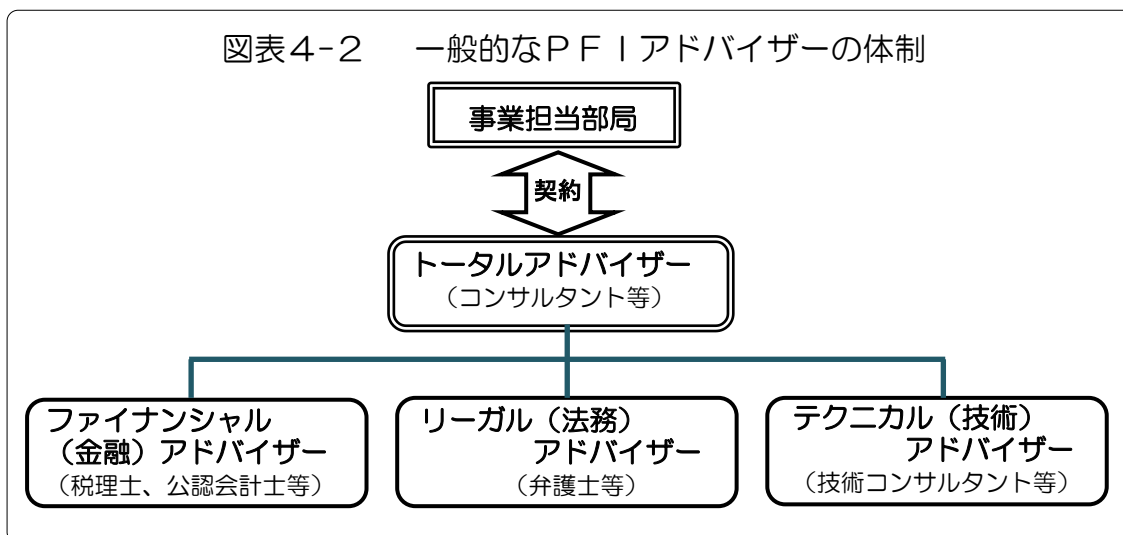 図表4-2　一般的なPFIアドバイザーの体制
事業担当部局
契約
トータルアドバイザー
（コンサルタント等）
ファイナンシャル
（金融）アドバイザー
（税理士、公認会計士等）
リーガル（法務）
アドバイザー
（弁護士等）
テクニカル（技術）
アドバイザー
（技術コンサルタント等）